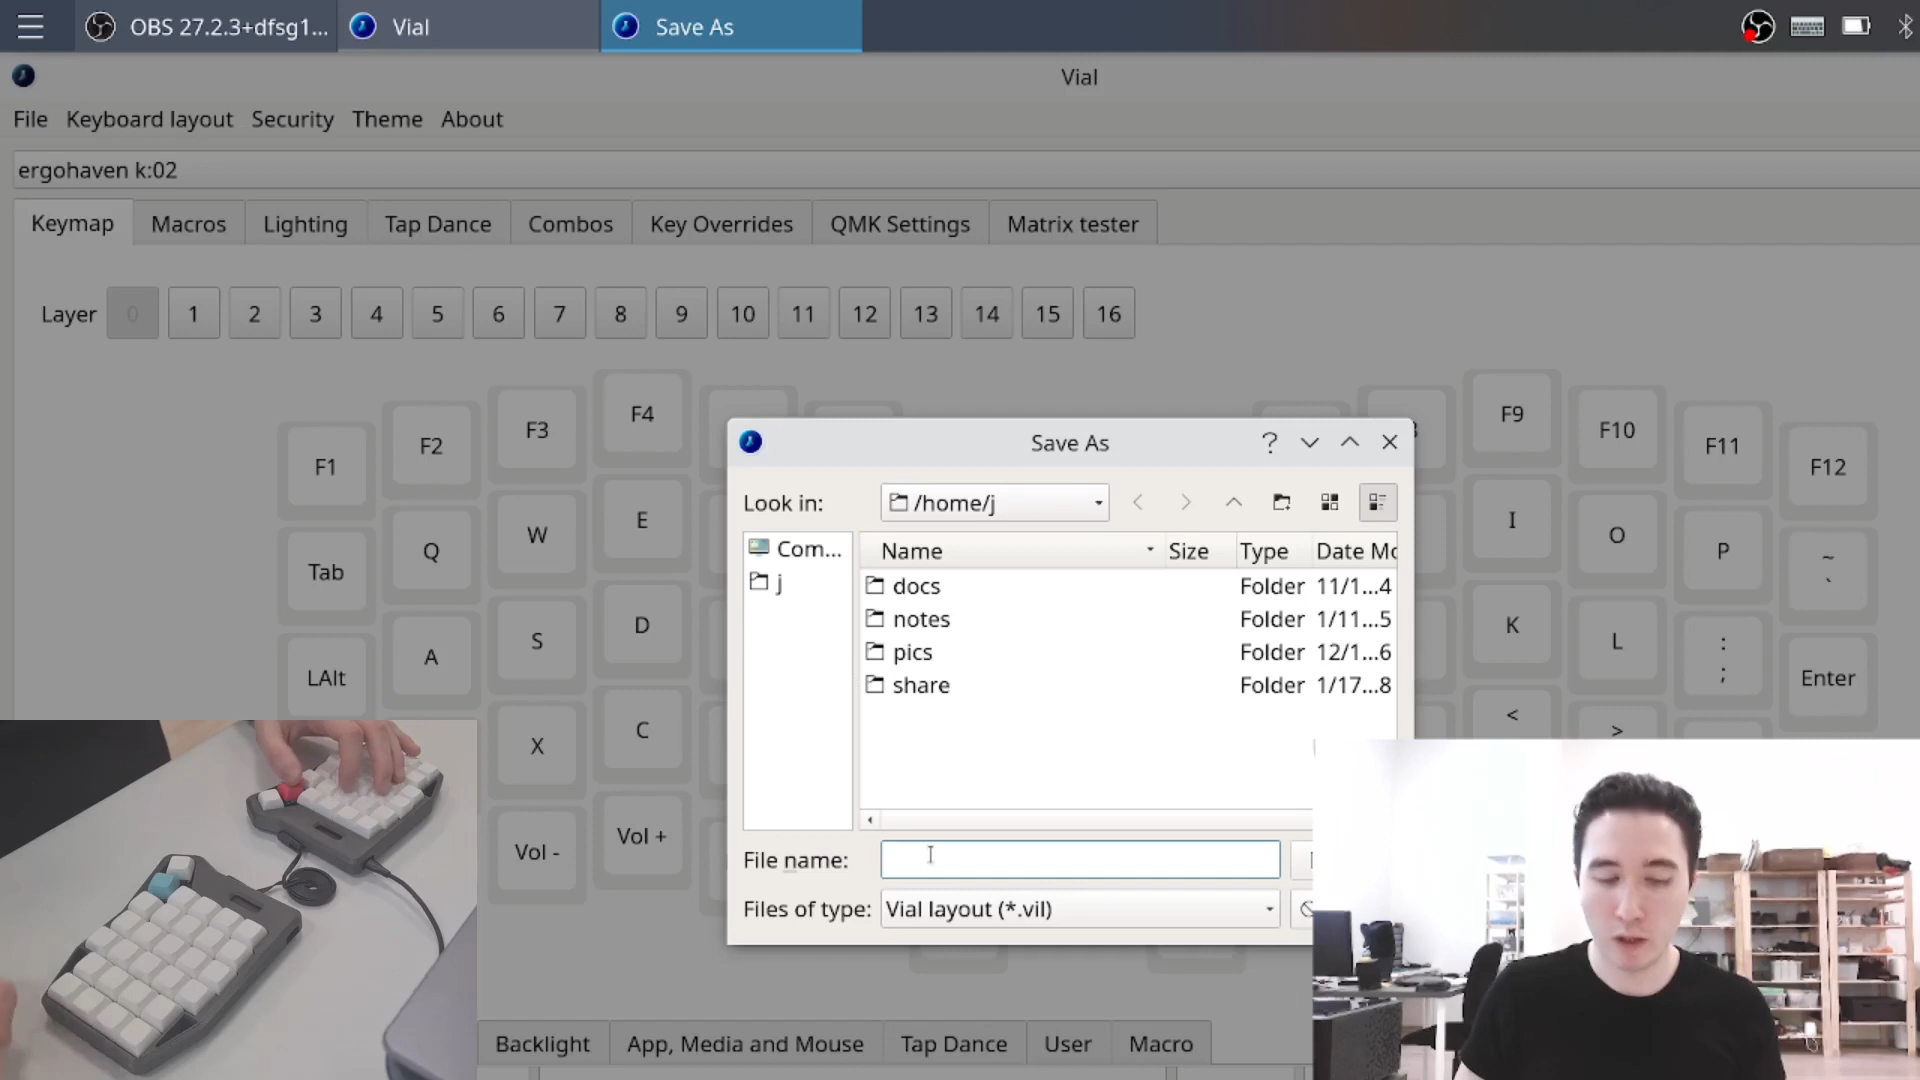 OBS 27.2.3+dfsg1...
Vial
Save As
Vial
File Keyboard layout Security Theme About
ergohaven k:02
Keymap Macros Lighting Tap Dance Combos Key Overrides QMK Settings Matrix tester
Layer 0 1 2 3 4 5 6 7 8 9 10 11 12 13 14 15 16
F1 F2 F3 F4 F9 F10 F11 F12
Tab Q W E I O P ~ `
LAlt A S D K L : ; Enter
X C < >
Vol - Vol +
Save As
Look in: /home/j
Com...
j
Name Size Type Date Mo
docs Folder 11/1...4
notes Folder 1/11...5
pics Folder 12/1...6
share Folder 1/17...8
File name:
Files of type: Vial layout (*.vil)
Backlight App, Media and Mouse Tap Dance User Macro